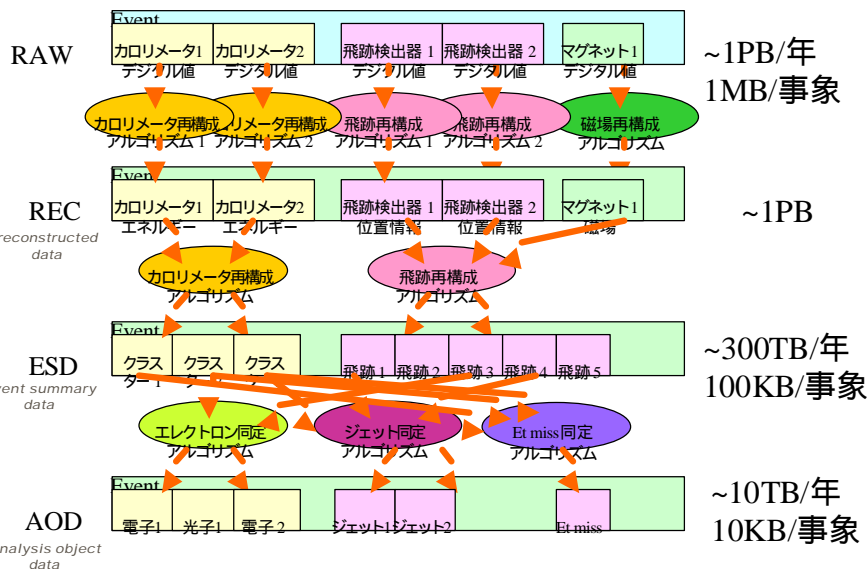 Event
RAW
カロリメータ1 カロリメータ2 飛跡検出器 1 飛跡検出器 2 マグネット1
デジタル値 デジタル値 デジタル値 デジタル値 デジタル値
~1PB/年
1MB/事象
カロリメータ再構成 リメータ再構成 飛跡再構成 飛跡再構成 磁場再構成
アルゴリズム 1 アルゴリズム 2 アルゴリズム 1 アルゴリズム 2 アルゴリズム
Event
REC
reconstructed
data
カロリメータ1 カロリメータ2 飛跡検出器 1 飛跡検出器 2 マグネット1
エネルギー エネルギー 位置情報 位置情報 磁場
~1PB
カロリメータ再構成 飛跡再構成
アルゴリズム アルゴリズム
Event
ESD
vent summary
data
クラス クラス クラス
ター 1
飛跡 1 飛跡 2 飛跡 3 飛跡 4 飛跡 5
~300TB/年
100KB/事象
エレクトロン同定 ジェット同定 Et miss 同定
アルゴリズム アルゴリズム アルゴリズム
Event
AOD
nalysis object
data
電子1 光子1 電子 2 ジェット1 ジェット2 Et miss
~10TB/年
10KB/事象